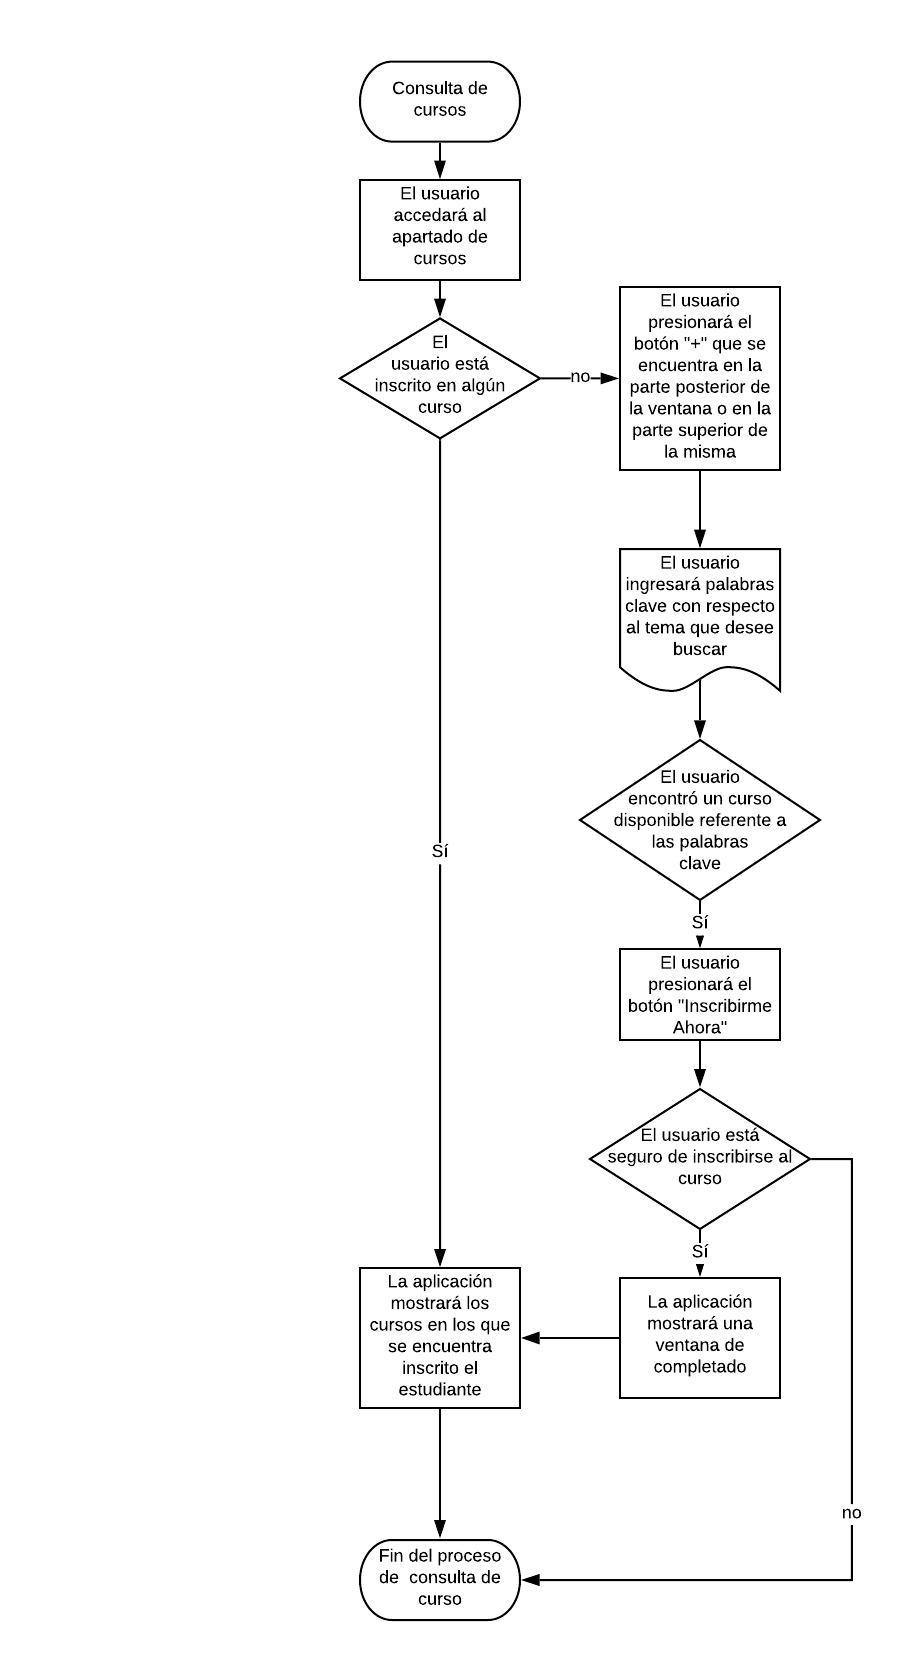 Consulta de
cursos
El usuario
accedará al
apartado de
cursos
El
usuario está
inscrito en algún
curso
no
El usuario
presionará el
botón "+" que se
encuentra en la
parte posterior de
la ventana o en la
parte superior de
la misma
El usuario
ingresará palabras
clave con respecto
al tema que desee
buscar
El usuario
encontró un curso
disponible referente a
las palabras
clave
Sí
Sí
El usuario
presionará el
botón "Inscribirme
Ahora"
El usuario está
seguro de inscribirse al
curso
Sí
La aplicación
mostrará los
cursos en los que
se encuentra
inscrito el
estudiante
La aplicación
mostrará una
ventana de
completado
no
Fin del proceso
de  consulta de
curso